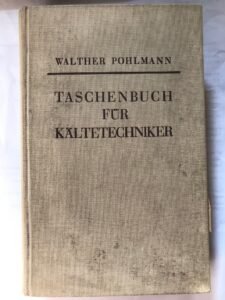 WALTHER POHLMANN
TASCHENBUCH
FÜR
KÄLTETECHNIKER